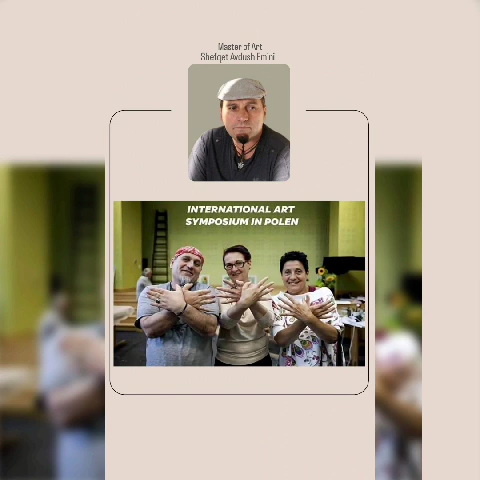 Master of Art
Shefqet Avdush Emini
INTERNATIONAL ART
SYMPOSIUM IN POLEN